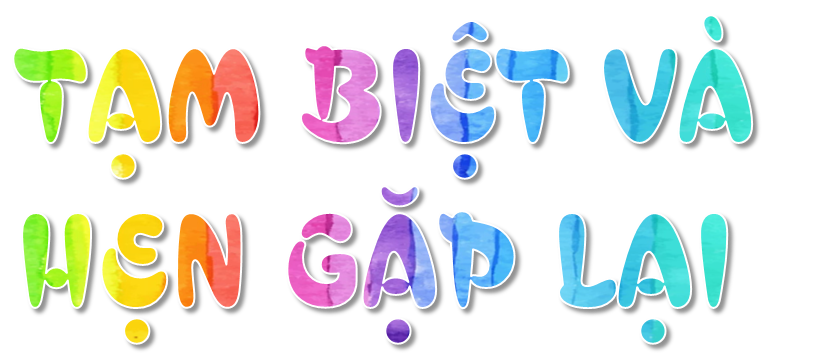 TẠM BIỆT VÀ
HẸN GẶP LẠI